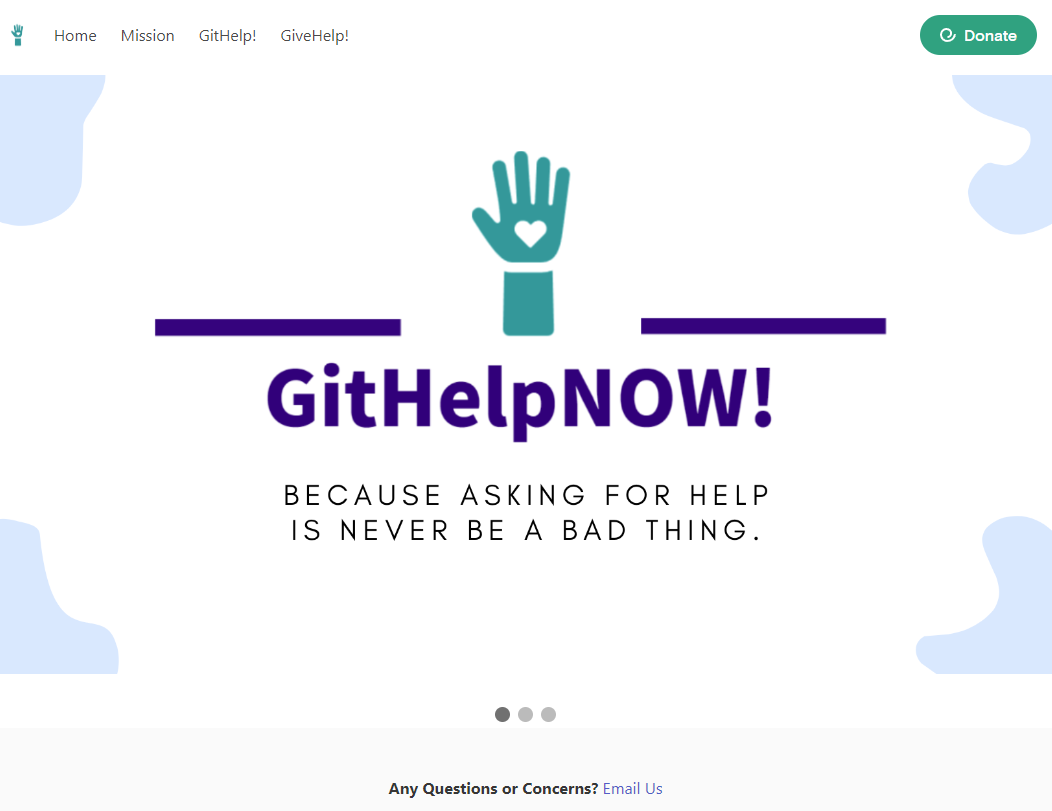 Home Mission GitHelp! GiveHelp! Donate
GitHelpNOW!
BECAUSE ASKING FOR HELP
IS NEVER BE A BAD THING.
Any Questions or Concerns? Email Us